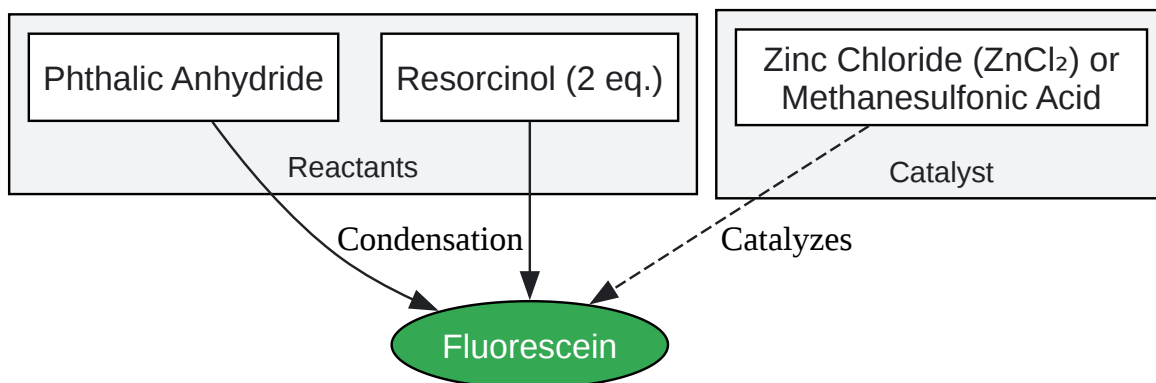 Phthalic Anhydride
Resorcinol (2 eq.)
Reactants
Zinc Chloride (ZnCl₂) or
Methanesulfonic Acid
Catalyst
Condensation
Catalyzes
Fluorescein